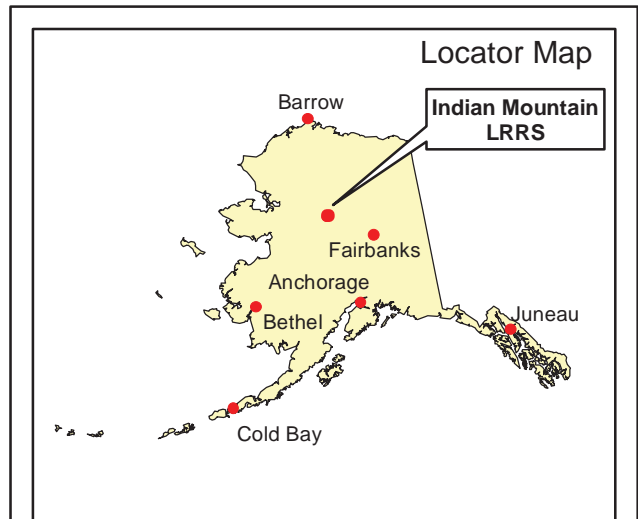 Locator Map
Barrow
Indian Mountain
LRRS
Fairbanks
Anchorage
Bethel
Juneau
Cold Bay